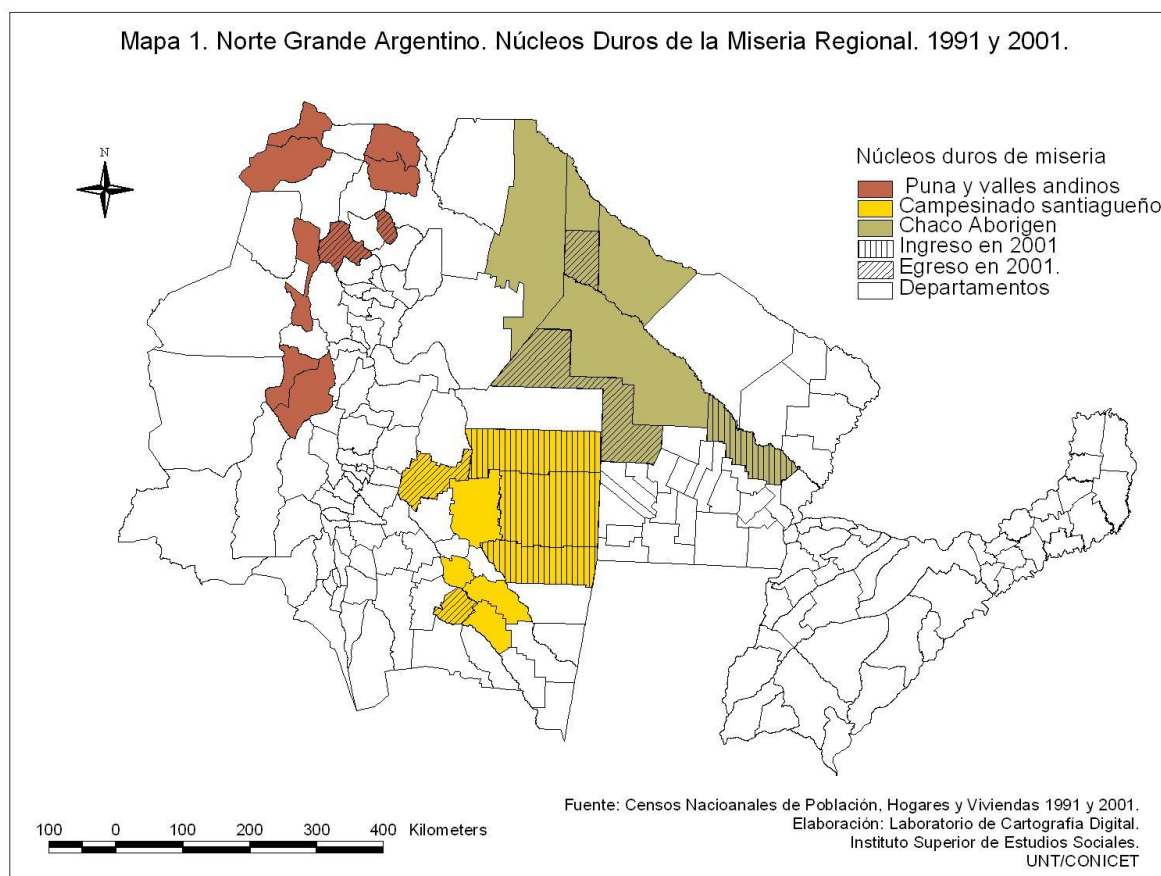 Mapa 1. Norte Grande Argentino. Núcleos Duros de la Miseria Regional. 1991 y 2001.
N
Núcleos duros de miseria
Puna y valles andinos
Campesinado santiagueño
Chaco Aborigen
Ingreso en 2001
Egreso en 2001.
Departamentos
100 0 100 200 300 400 Kilometers
Fuente: Censos Nacioanales de Población, Hogares y Viviendas 1991 y 2001.
Elaboración: Laboratorio de Cartografía Digital.
Instituto Superior de Estudios Sociales.
UNT/CONICET